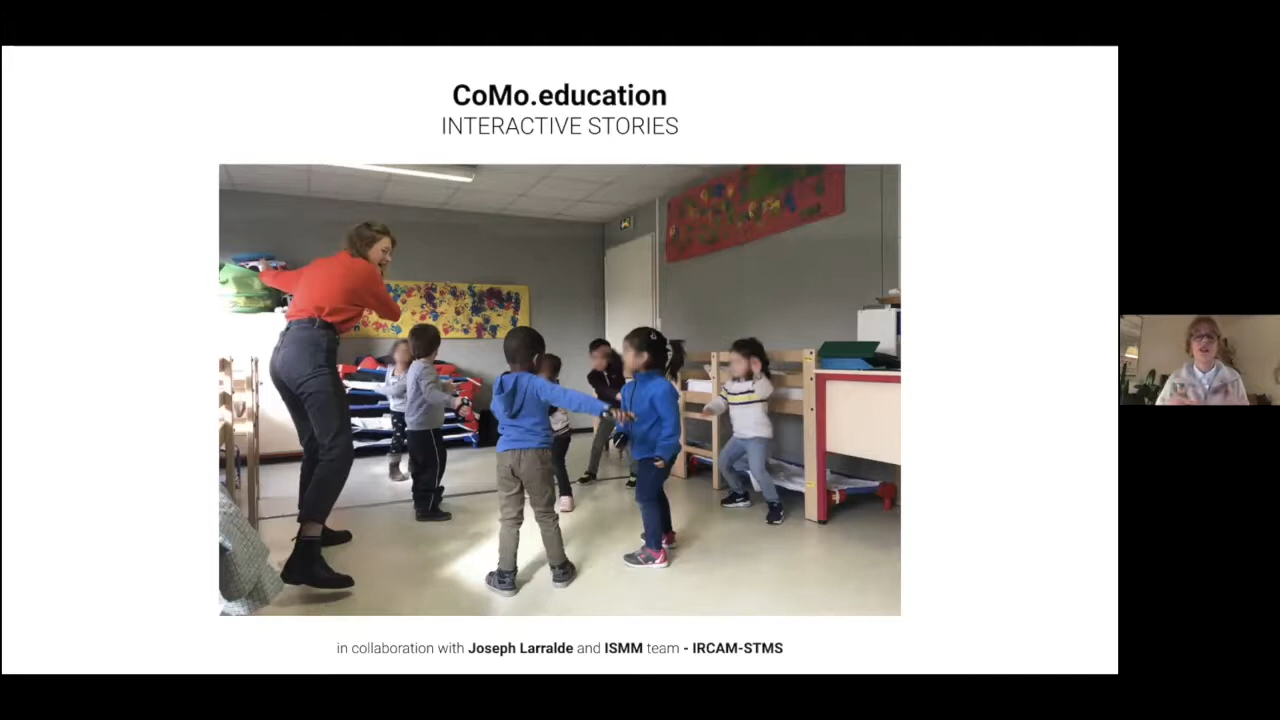 CoMo.education
INTERACTIVE STORIES
in collaboration with Joseph Larralde and ISMM team - IRCAM-STMS